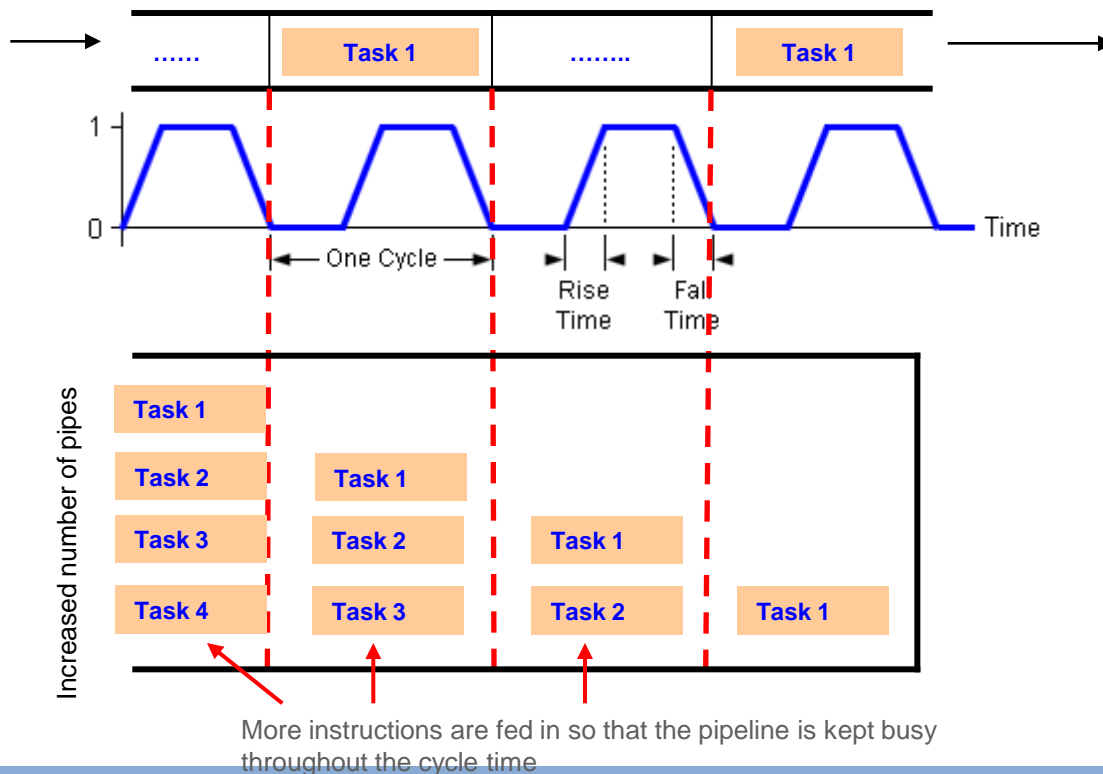 ...... Task 1 ........ Task 1
1
0
Time
One Cycle
Rise
Time
Fall
Time
Increased number of pipes
Task 1
Task 2 Task 1
Task 3 Task 2 Task 1
Task 4 Task 3 Task 2 Task 1
More instructions are fed in so that the pipeline is kept busy
throughout the cycle time